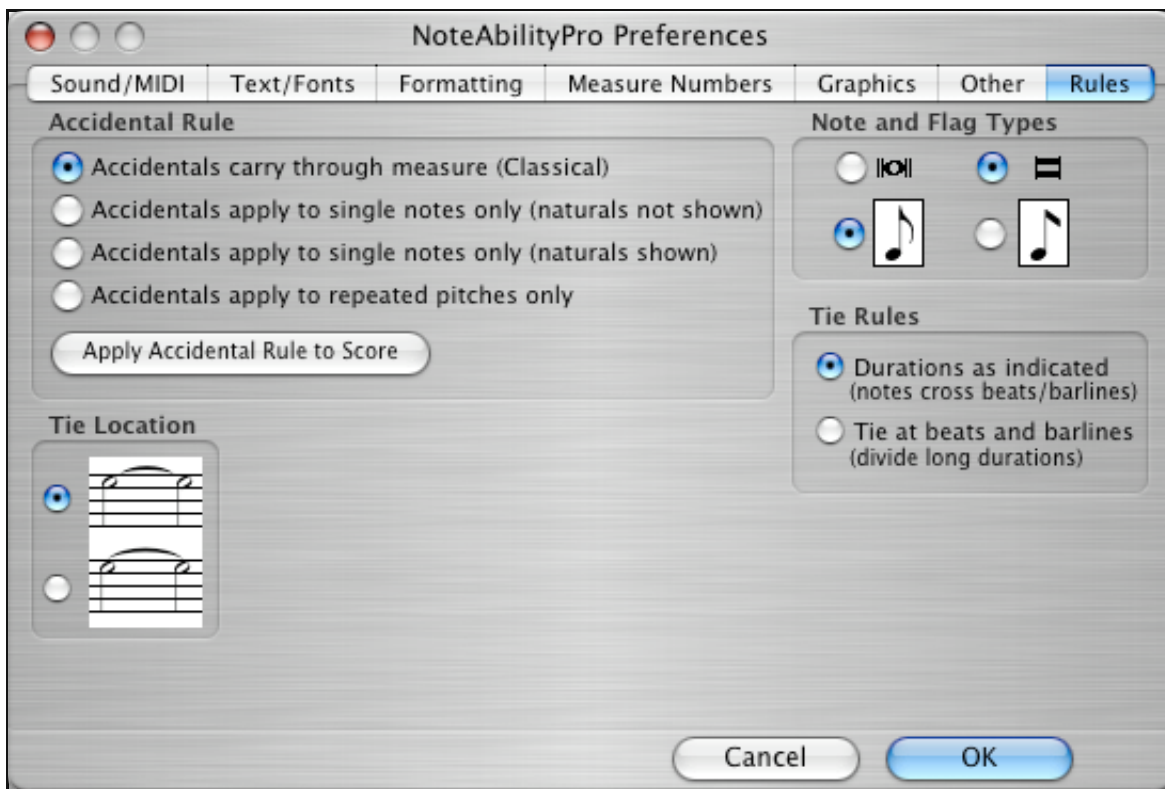 NoteAbilityPro Preferences
Sound/MIDI Text/Fonts Formatting Measure Numbers Graphics Other Rules
Accidental Rule
Accidentals carry through measure (Classical)
Accidentals apply to single notes only (naturals not shown)
Accidentals apply to single notes only (naturals shown)
Accidentals apply to repeated pitches only
Apply Accidental Rule to Score
Note and Flag Types
Tie Rules
Durations as indicated
(notes cross beats/barlines)
Tie at beats and barlines
(divide long durations)
Tie Location
Cancel OK